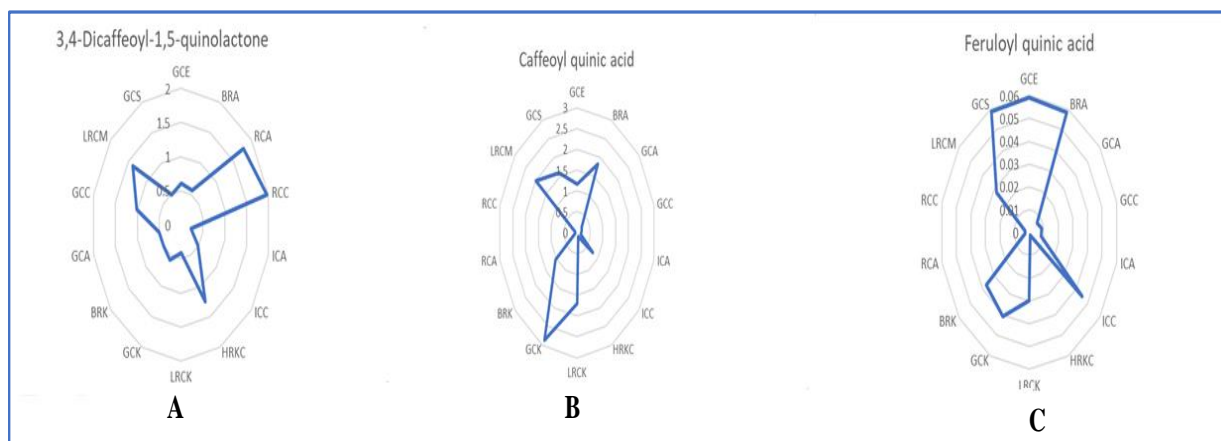 3,4-Dicaffeoyl-1,5-quinolactone
GCE
BRA
RCA
RCC
ICA
ICC
HRKC
LRCK
GCK
BRK
GCA
GCC
LRCM
GCS
2
1.5
1
0.5
0
A
Caffeoyl quinic acid
GCE
BRA
GCA
GCC
ICA
ICC
HRKC
LRCK
GCK
BRK
RCA
RCC
LRCM
GCS
3
2.5
2
1.5
1
0.5
0
B
Feruloyl quinic acid
GCE
BRA
GCA
GCC
ICA
ICC
HRKC
LRCK
GCK
BRK
RCA
RCC
LRCM
GCS
0.06
0.05
0.04
0.03
0.02
0.01
0
C